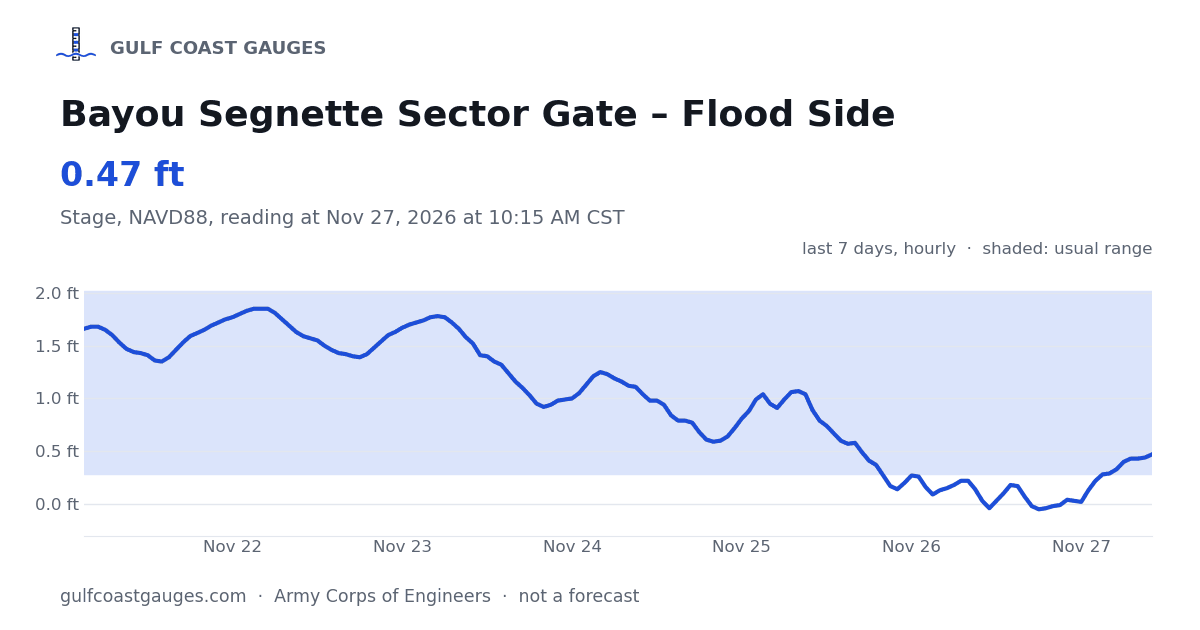 GULF COAST GAUGES
Bayou Segnette Sector Gate – Flood Side
0.47 ft
Stage, NAVD88, reading at Nov 27, 2026 at 10:15 AM CST
last 7 days, hourly · shaded: usual range
2.0 ft
1.5 ft
1.0 ft
0.5 ft
0.0 ft
Nov 22 Nov 23 Nov 24 Nov 25 Nov 26 Nov 27
gulfcoastgauges.com · Army Corps of Engineers · not a forecast